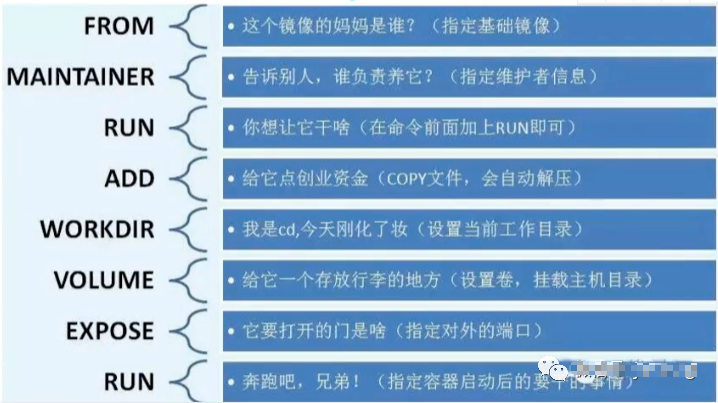 FROM
• 这个镜像的妈妈是谁？（指定基础镜像）
MAINTAINER
• 告诉别人，谁负责养它？（指定维护者信息）
RUN
• 你想让它干啥（在命令前面加上RUN即可）
ADD
• 给它点创业资金（COPY文件，会自动解压）
WORKDIR
• 我是cd,今天刚化了妆（设置当前工作目录）
VOLUME
• 给它一个存放行李的地方（设置卷，挂载主机目录）
EXPOSE
• 它要打开的门是啥（指定对外的端口）
RUN
• 奔跑吧，兄弟！（指定容器启动后的要干的事情）